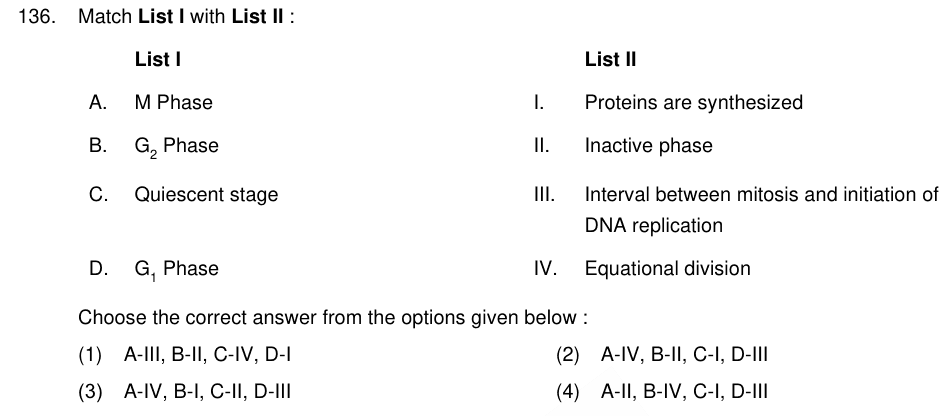 136. Match List I with List II :
List I List II
A. M Phase I. Proteins are synthesized
B. G₂ Phase II. Inactive phase
C. Quiescent stage III. Interval between mitosis and initiation of
DNA replication
D. G₁ Phase IV. Equational division
Choose the correct answer from the options given below :
(1) A-III, B-II, C-IV, D-I (2) A-IV, B-II, C-I, D-III
(3) A-IV, B-I, C-II, D-III (4) A-II, B-IV, C-I, D-III